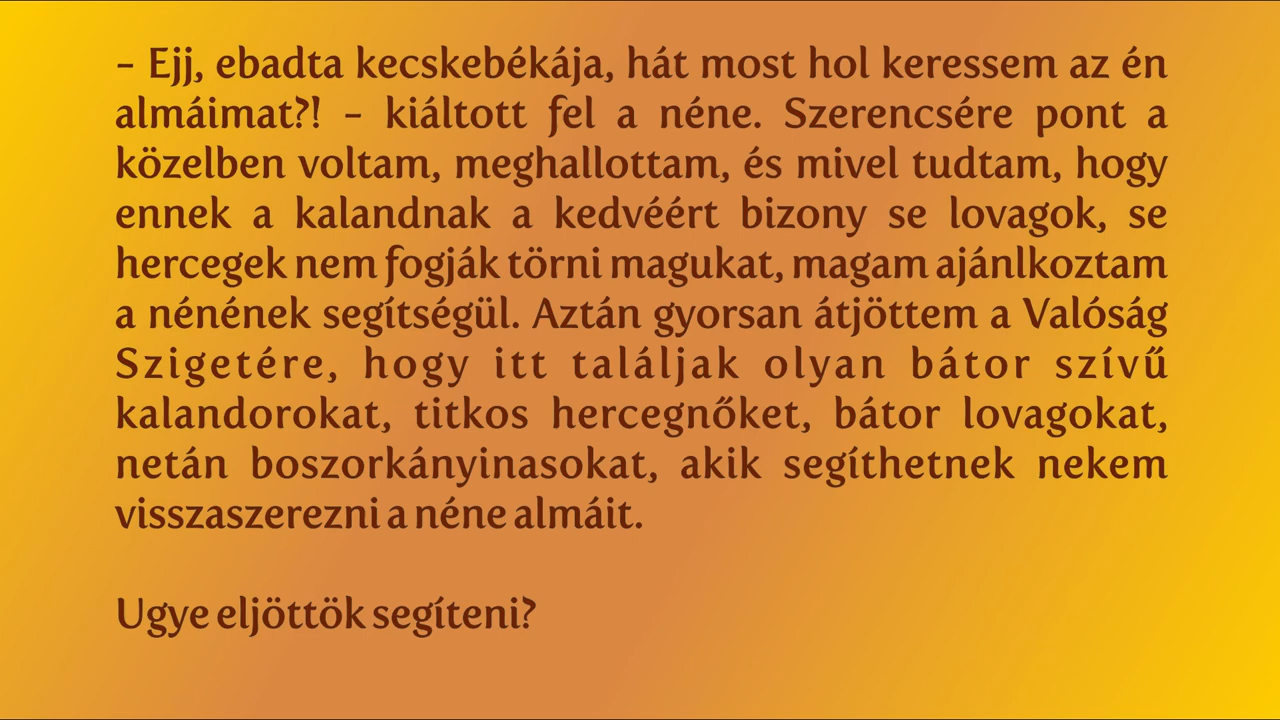 – Ejj, ebadta kecskebékája, hát most hol keressem az én
almáimat?! – kiáltott fel a néne. Szerencsére pont a
közelben voltam, meghallottam, és mivel tudtam, hogy
ennek a kalandnak a kedvéért bizony se lovagok, se
hercegek nem fogják törni magukat, magam ajánlkoztam
a nénének segítségül. Aztán gyorsan átjöttem a Valóság
Szigetére, hogy itt találjak olyan bátor szívű
kalandorokat, titkos hercegnőket, bátor lovagokat,
netán boszorkányinasokat, akik segíthetnek nekem
visszaszerezni a néne almáit.
Ugye eljöttök segíteni?